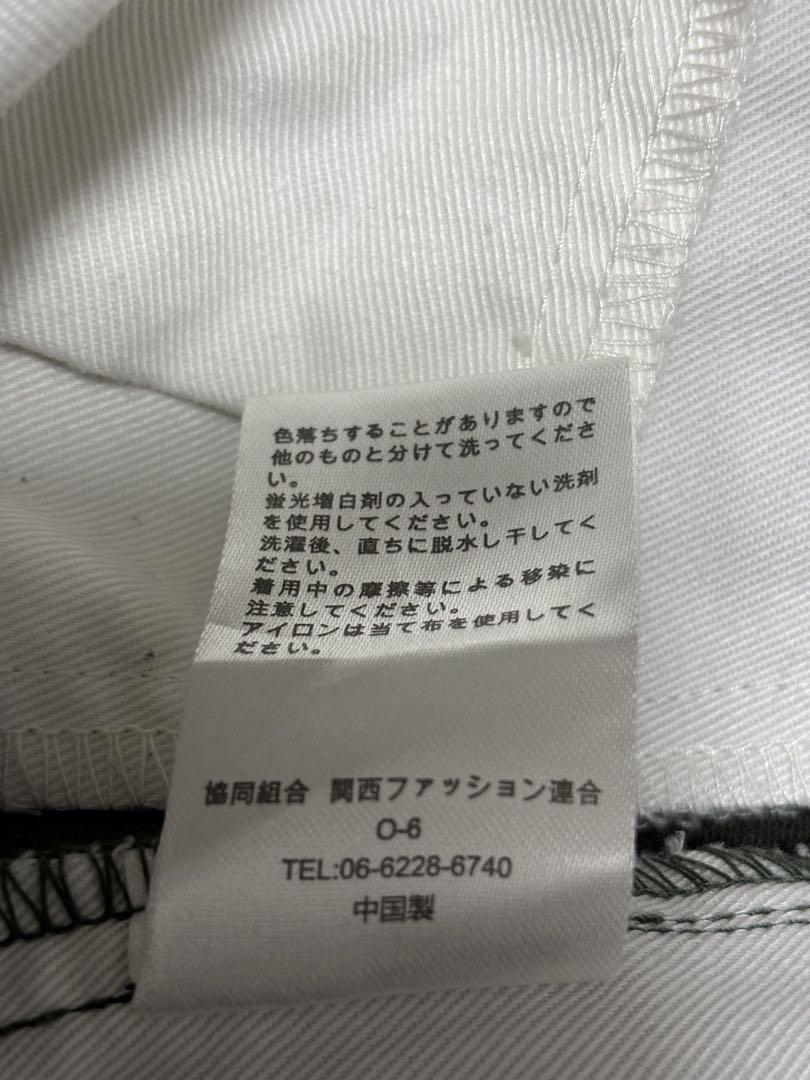 色落ちすることがありますので
他のものと分けて洗ってくださ
い。
蛍光増白剤の入っていない洗剤
を使用してください。
洗濯後、直ちに脱水し干してく
ださい。
着用中の摩擦等による移染に
注意してください。
アイロンは当て布を使用してく
ださい。
協同組合 関西ファッション連合
O-6
TEL:06-6228-6740
中国製